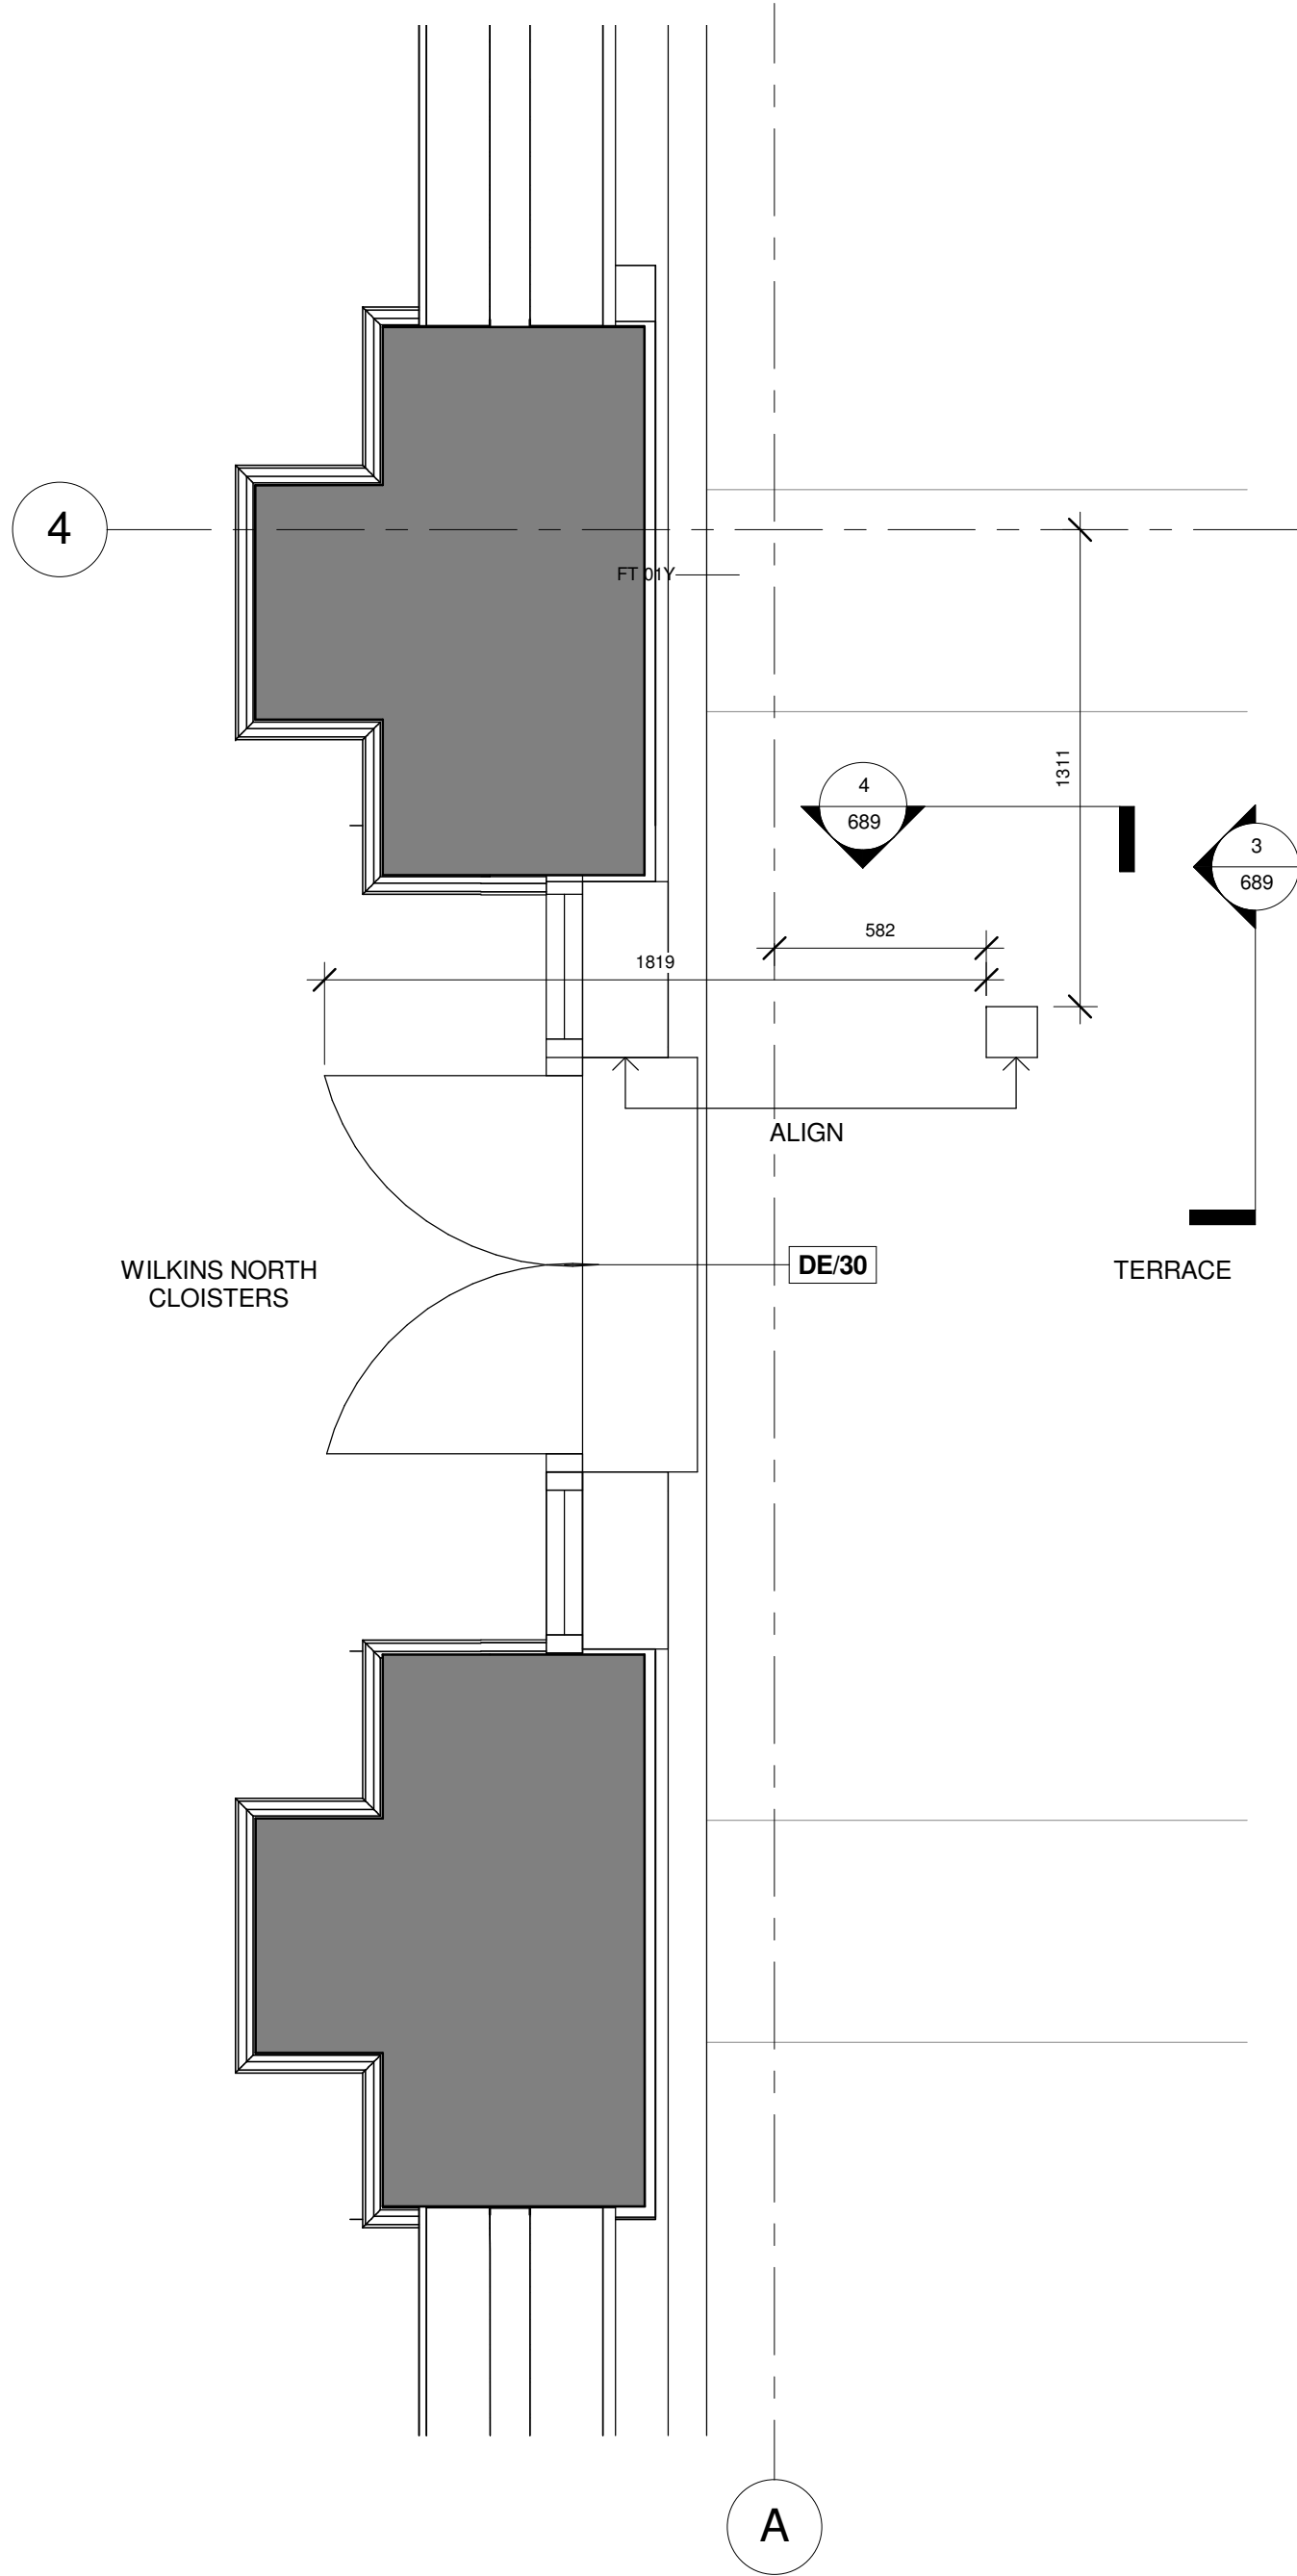 4
FT 01Y
1311
4
689
3
689
582
1819
ALIGN
WILKINS NORTH
CLOISTERS
DE/30
TERRACE
A